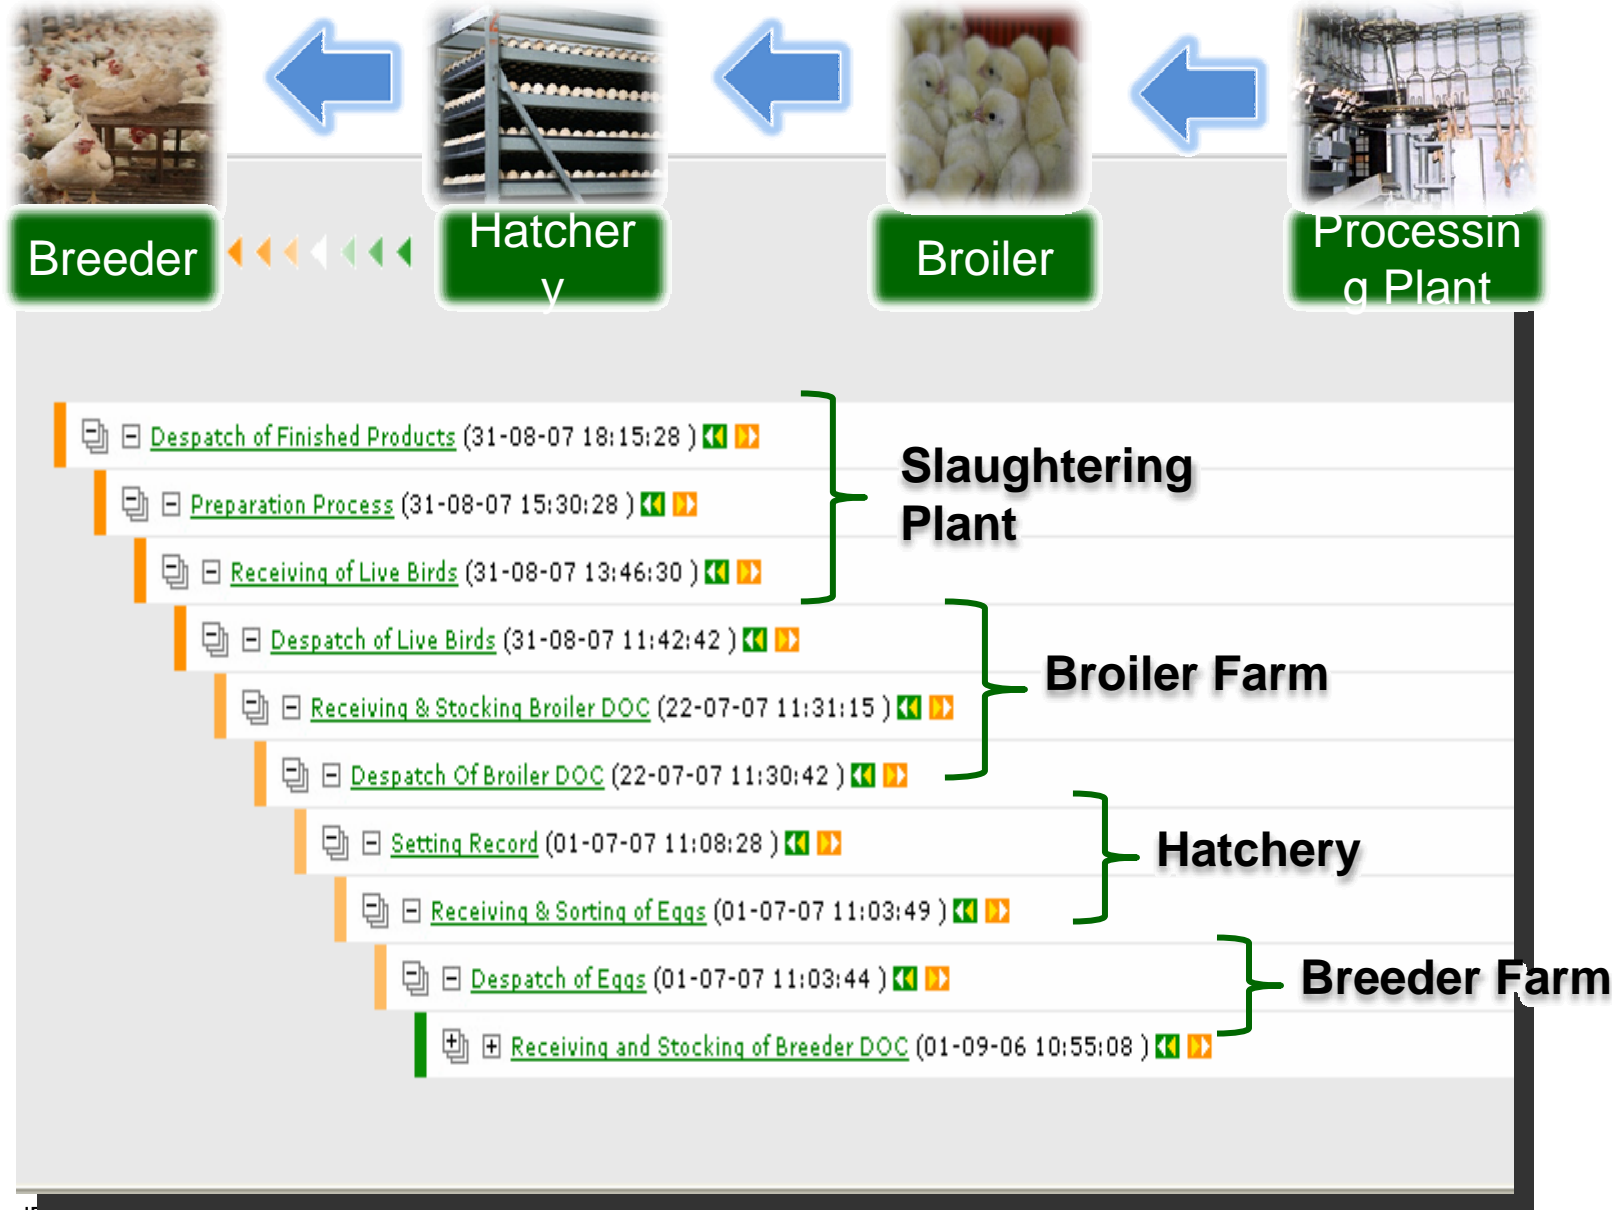 Breeder
Hatcher
y
Broiler
Processin
g Plant
Despatch of Finished Products (31-08-07 18:15:28 )
Preparation Process (31-08-07 15:30:28 )
Receiving of Live Birds (31-08-07 13:46:30 )
Slaughtering
Plant
Despatch of Live Birds (31-08-07 11:42:42 )
Receiving & Stocking Broiler DOC (22-07-07 11:31:15 )
Despatch Of Broiler DOC (22-07-07 11:30:42 )
Broiler Farm
Setting Record (01-07-07 11:08:28 )
Receiving & Sorting of Eggs (01-07-07 11:03:49 )
Hatchery
Despatch of Eggs (01-07-07 11:03:44 )
Receiving and Stocking of Breeder DOC (01-09-06 10:55:08 )
Breeder Farm